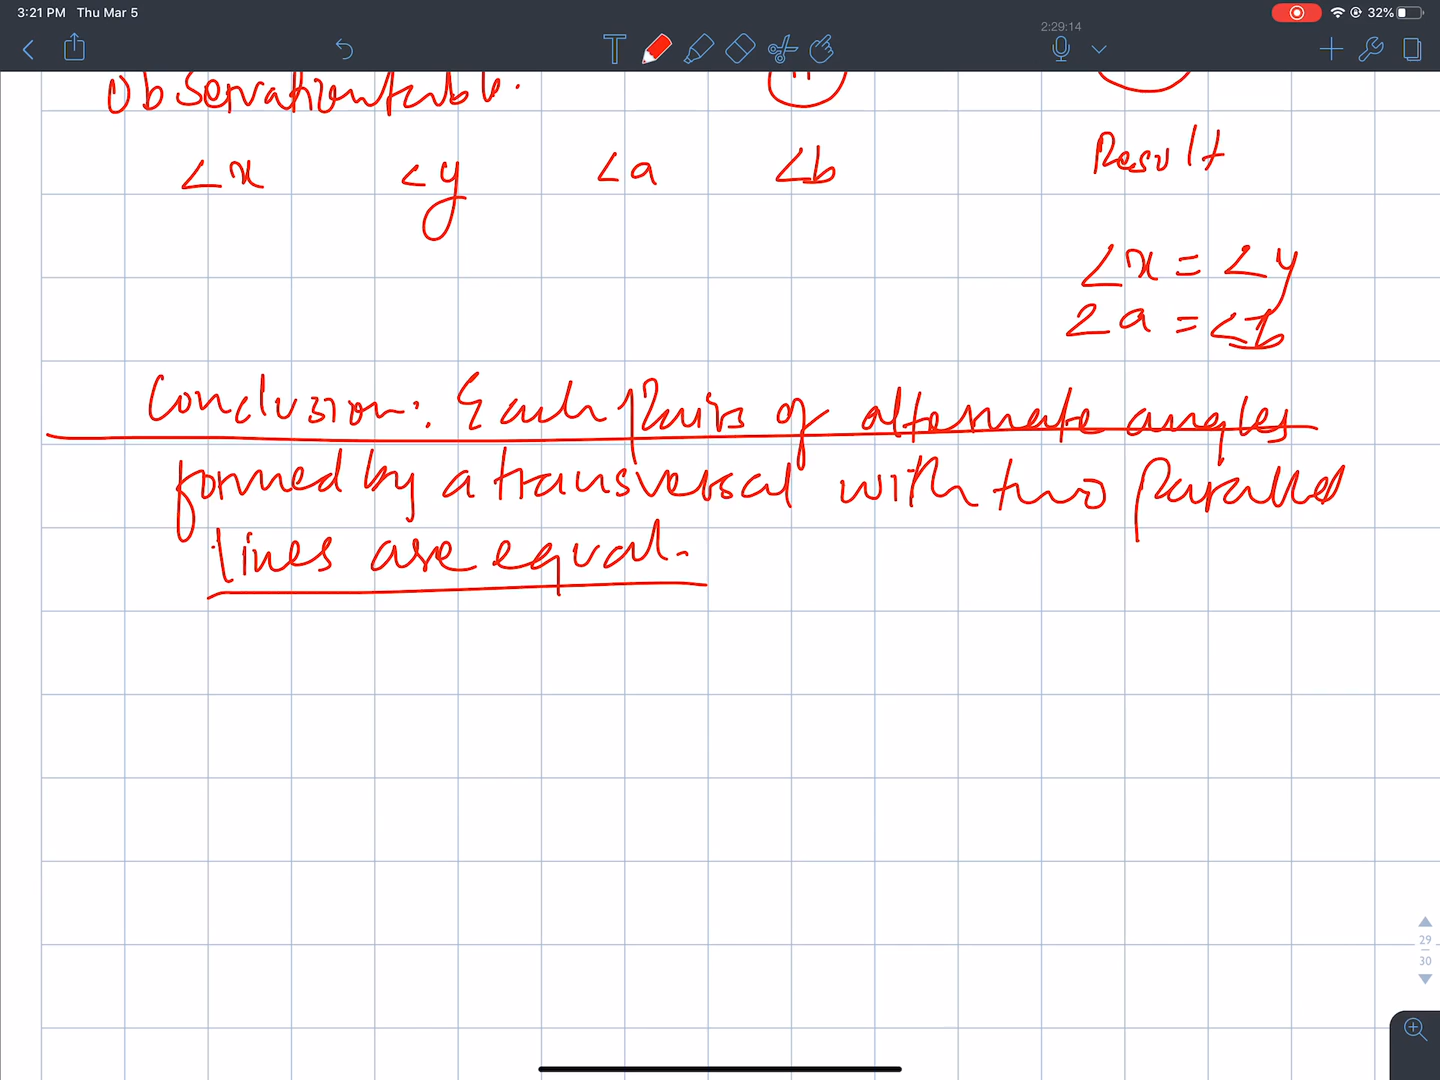 3:21 PM Thu Mar 5
32%
2:29:14
Observation table.
∠x ∠y ∠a ∠b Result
∠x = ∠y
∠a = ∠b
Conclusion: Each Pairs of alternate angles
formed by a transversal with two Parallel
lines are equal.
29
30